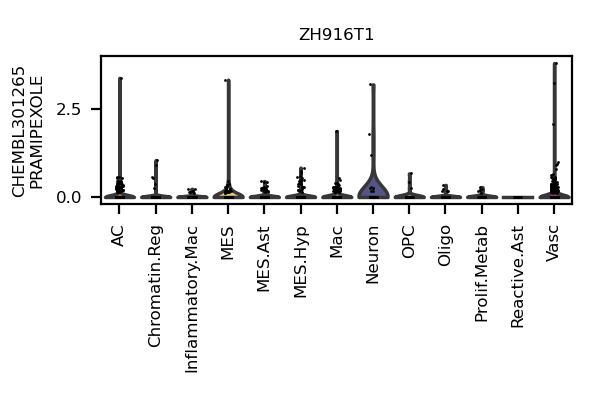 ZH916T1
CHEMBL301265
PRAMIPEXOLE
2.5
0.0
AC
Chromatin.Reg
Inflammatory.Mac
MES
MES.Ast
MES.Hyp
Mac
Neuron
OPC
Oligo
Prolif.Metab
Reactive.Ast
Vasc